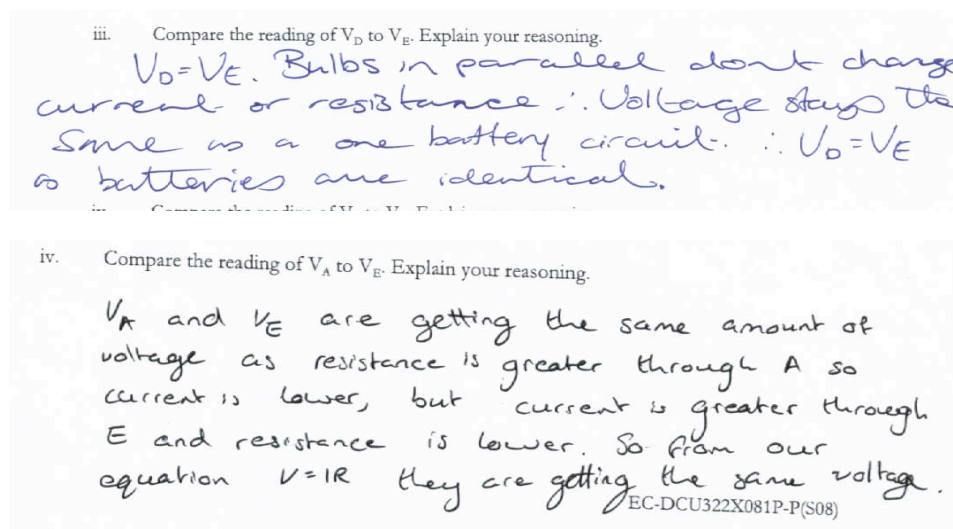 iii. Compare the reading of V_D to V_E. Explain your reasoning.
V_D = V_E. Bulbs in parallel dont change
current or resistance ∴ Voltage stays the
same as a one battery circuit. ∴ V_D = V_E
as batteries are identical.
iv. Compare the reading of V_A to V_E. Explain your reasoning.
V_A and V_E are getting the same amount of
voltage as resistance is greater through A so
current is lower, but current is greater through
E and resistance is lower. So from our
equation V=IR they are getting the same voltage.
EC-DCU322X081P-P(S08)